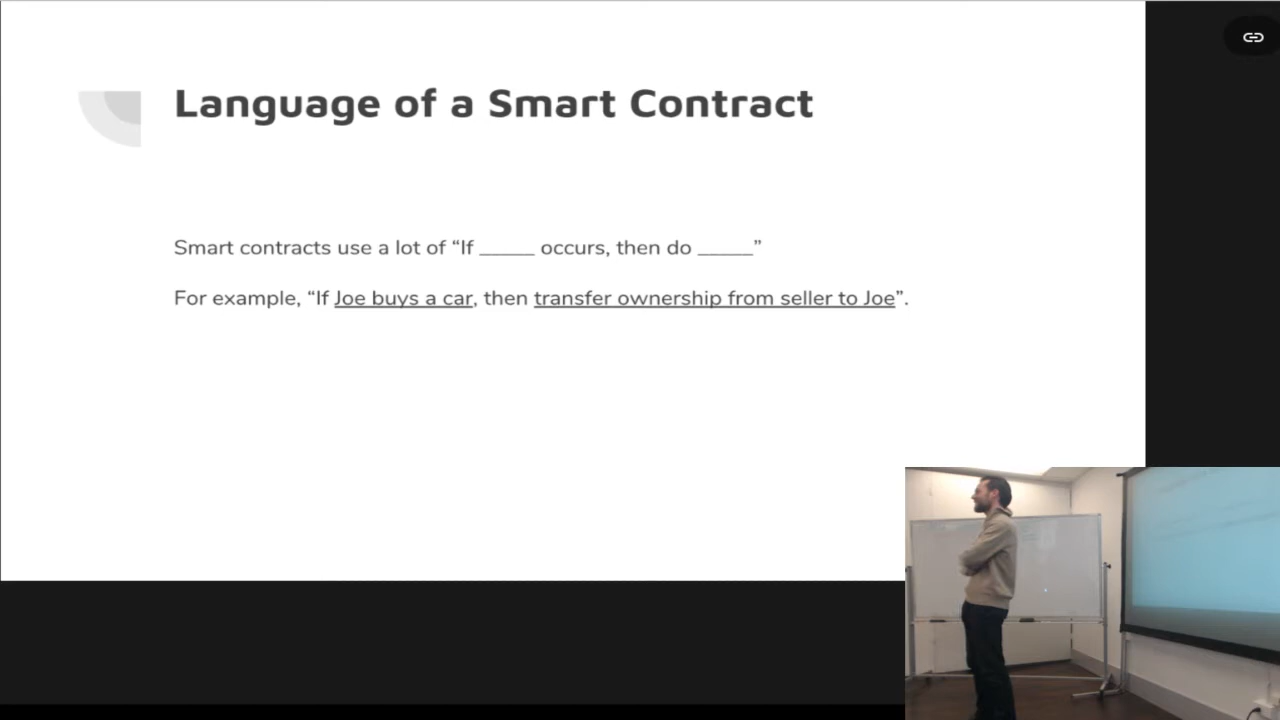 Language of a Smart Contract
Smart contracts use a lot of “If _____ occurs, then do _____”
For example, “If Joe buys a car, then transfer ownership from seller to Joe”.